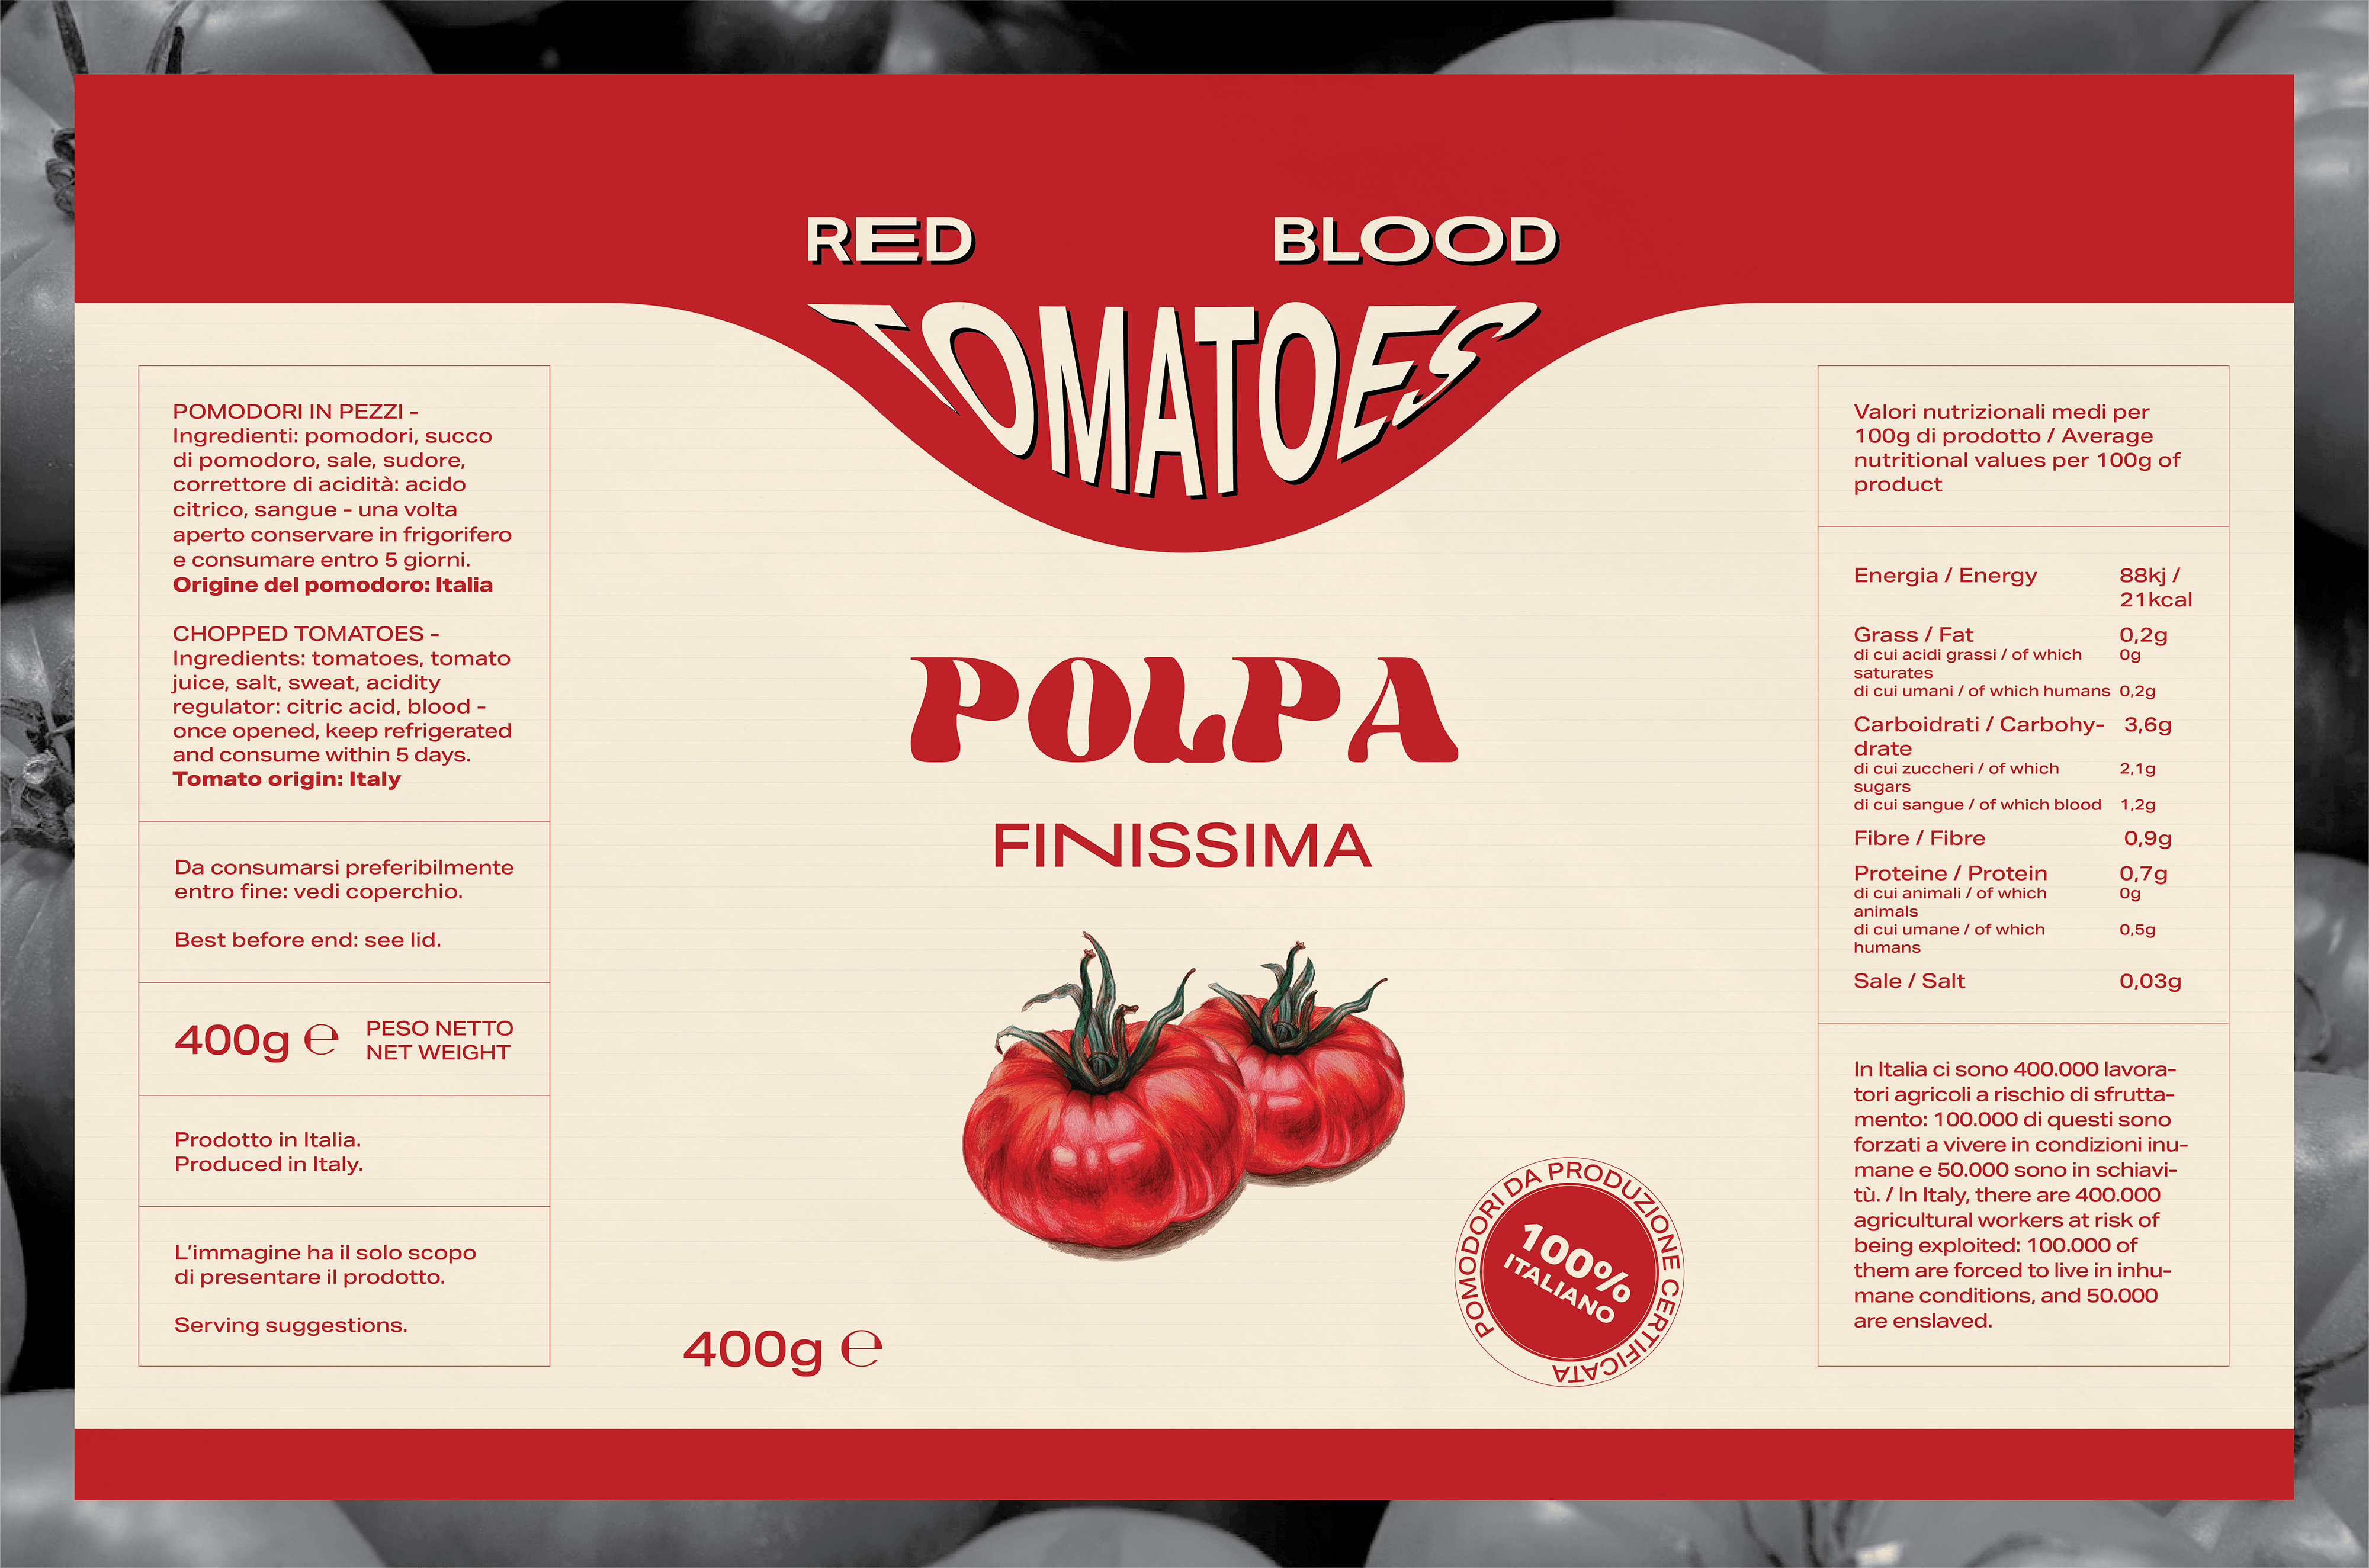 RED BLOOD
TOMATOES
POMODORI IN PEZZI -
Ingredienti: pomodori, succo
di pomodoro, sale, sudore,
correttore di acidità: acido
citrico, sangue - una volta
aperto conservare in frigorifero
e consumare entro 5 giorni.
Origine del pomodoro: Italia
CHOPPED TOMATOES -
Ingredients: tomatoes, tomato
juice, salt, sweat, acidity
regulator: citric acid, blood -
once opened, keep refrigerated
and consume within 5 days.
Tomato origin: Italy
Da consumarsi preferibilmente
entro fine: vedi coperchio.
Best before end: see lid.
400g ℮ PESO NETTO
NET WEIGHT
Prodotto in Italia.
Produced in Italy.
L'immagine ha il solo scopo
di presentare il prodotto.
Serving suggestions.
POLPA
FINISSIMA
400g ℮
POMODORI DA PRODUZIONE CERTIFICATA
100%
ITALIANO
Valori nutrizionali medi per
100g di prodotto / Average
nutritional values per 100g of
product
Energia / Energy 88kj /
21kcal
Grass / Fat 0,2g
di cui acidi grassi / of which 0g
saturates
di cui umani / of which humans 0,2g
Carboidrati / Carbohy- 3,6g
drate
di cui zuccheri / of which 2,1g
sugars
di cui sangue / of which blood 1,2g
Fibre / Fibre 0,9g
Proteine / Protein 0,7g
di cui animali / of which 0g
animals
di cui umane / of which 0,5g
humans
Sale / Salt 0,03g
In Italia ci sono 400.000 lavora-
tori agricoli a rischio di sfrutta-
mento: 100.000 di questi sono
forzati a vivere in condizioni inu-
mane e 50.000 sono in schiavi-
tù. / In Italy, there are 400.000
agricultural workers at risk of
being exploited: 100.000 of
them are forced to live in inhu-
mane conditions, and 50.000
are enslaved.